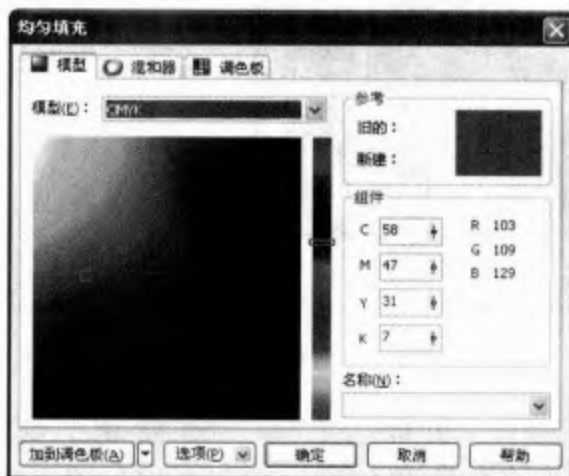 均匀填充
模型 混和器 调色板
模型(E)： CMYK
参考
旧的：
新建：
组件
C 58 R 103
M 47 G 109
Y 31 B 129
K 7
名称(N)：
加到调色板(A) 选项(P) 确定 取消 帮助